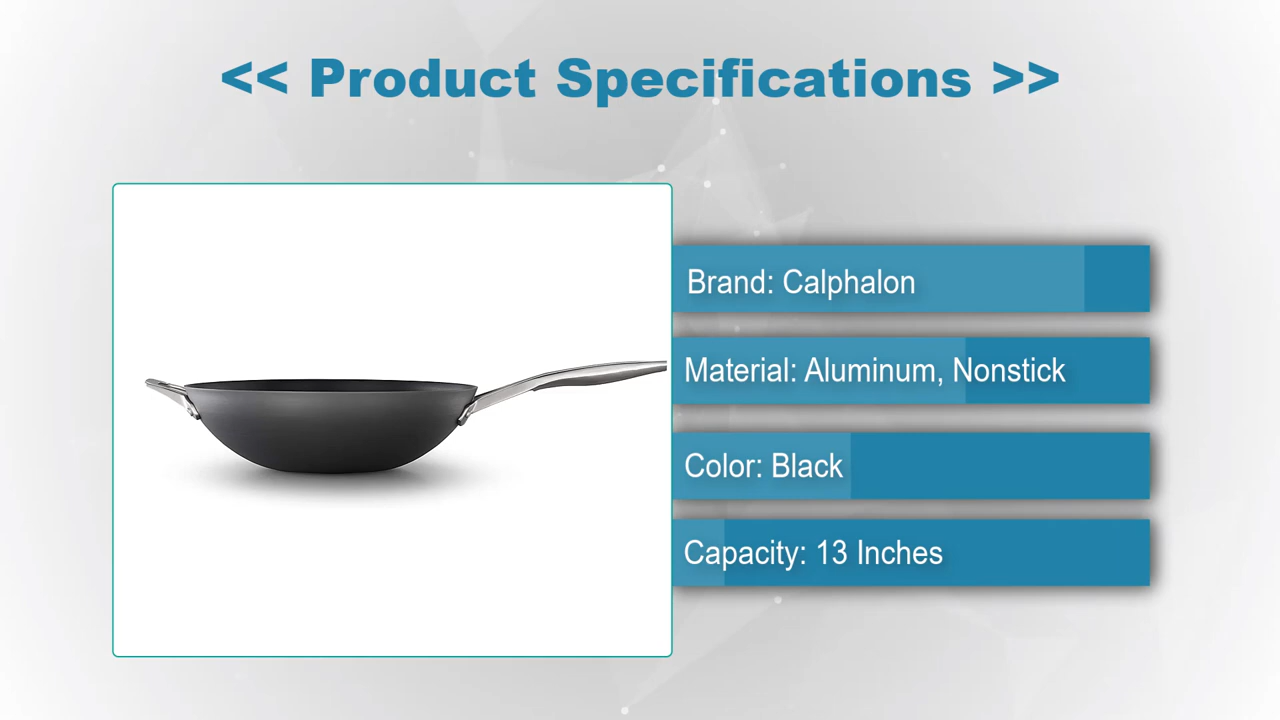 << Product Specifications >>
Brand: Calphalon
Material: Aluminum, Nonstick
Color: Black
Capacity: 13 Inches